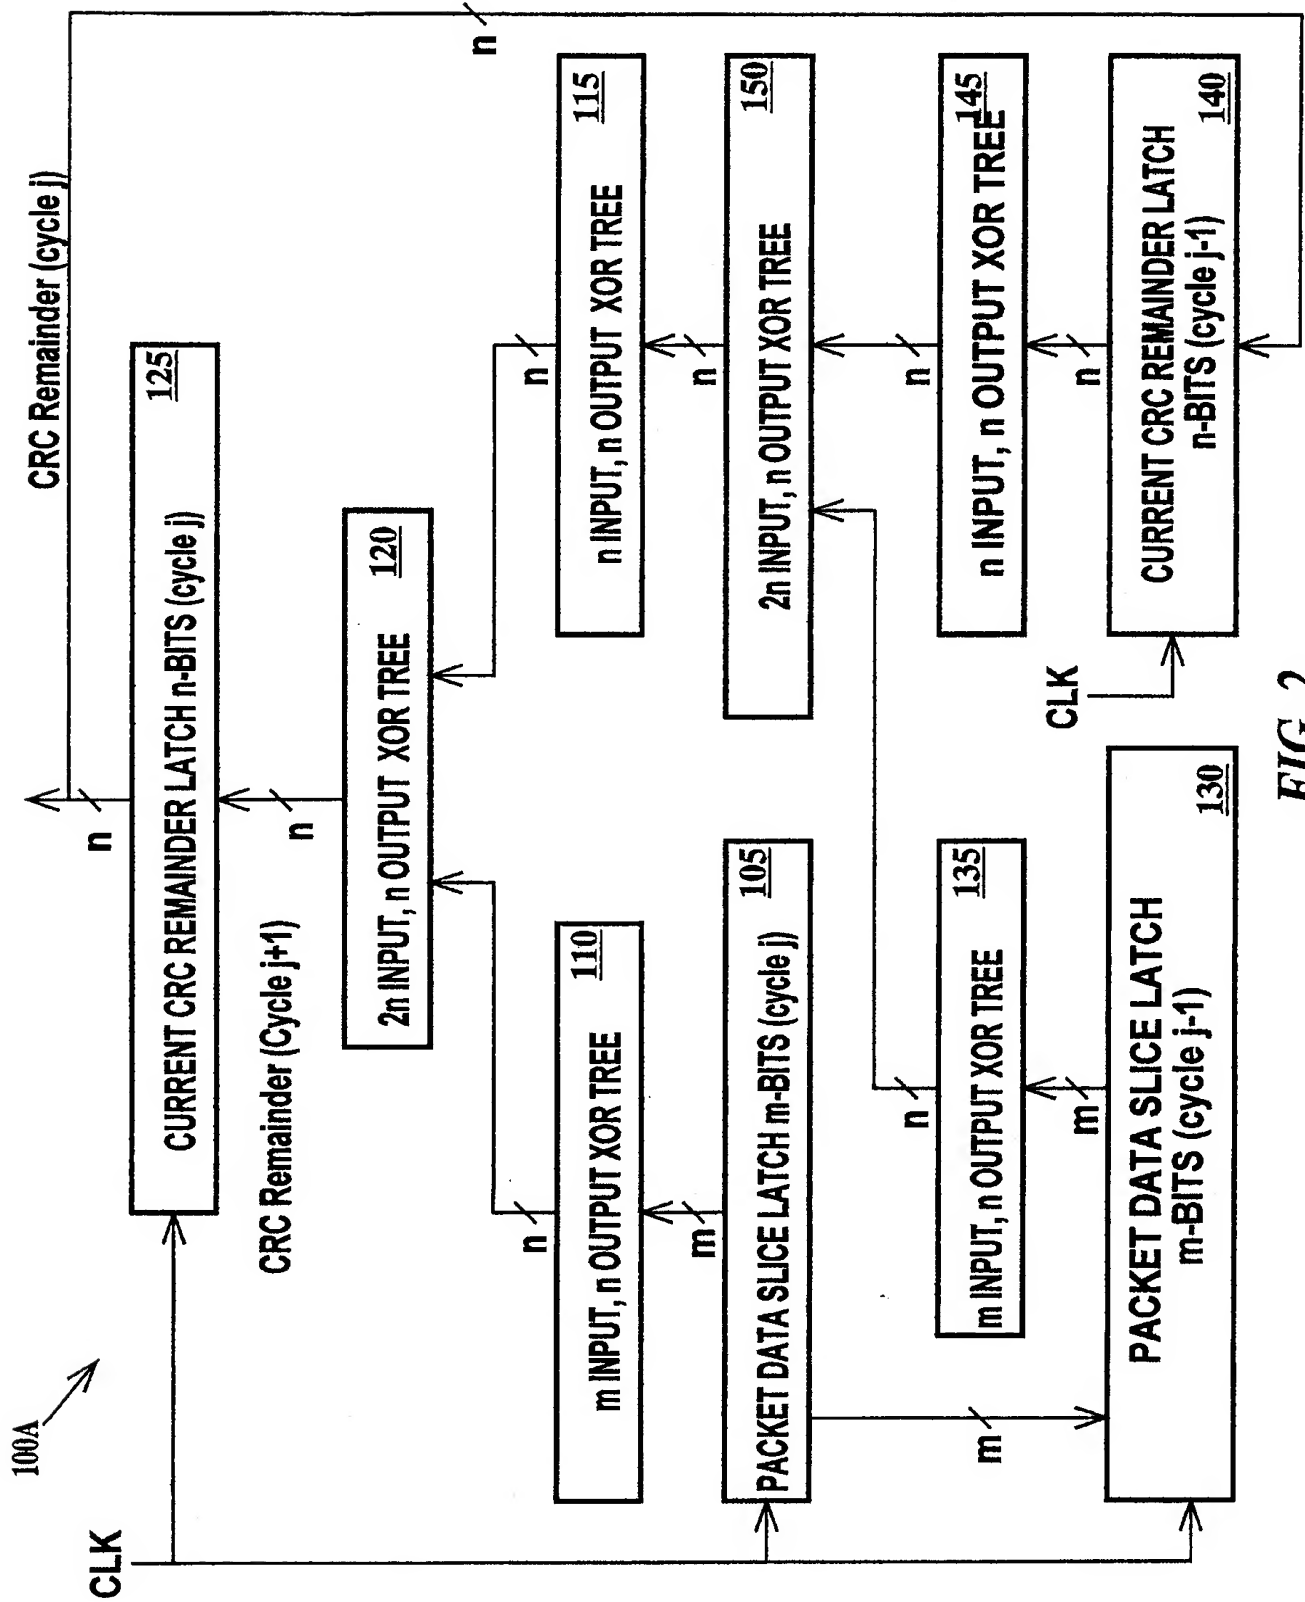 100A
CLK
CRC Remainder (cycle j)
n
n
CURRENT CRC REMAINDER LATCH n-BITS (cycle j)
125
CRC Remainder (Cycle j+1)
n
2n INPUT, n OUTPUT XOR TREE
120
n
n
m INPUT, n OUTPUT XOR TREE
110
n INPUT, n OUTPUT XOR TREE
115
m
n
PACKET DATA SLICE LATCH m-BITS (cycle j)
105
2n INPUT, n OUTPUT XOR TREE
150
m
n
n
m INPUT, n OUTPUT XOR TREE
135
n INPUT, n OUTPUT XOR TREE
145
m
n
CLK
PACKET DATA SLICE LATCH
m-BITS (cycle j-1)
130
CURRENT CRC REMAINDER LATCH
n-BITS (cycle j-1)
140
FIG. 2